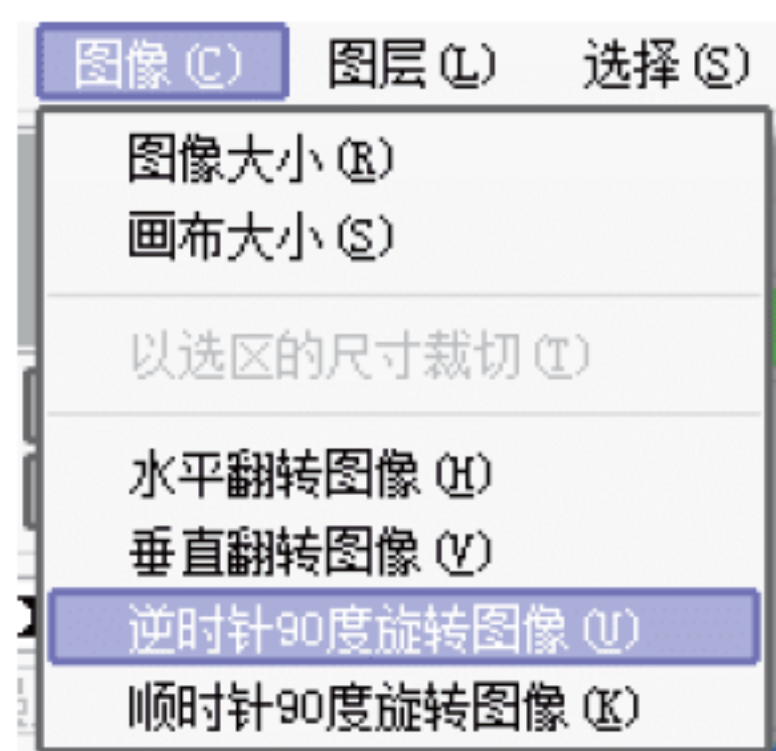 图像(C) 图层(L) 选择(S)
图像大小(R)
画布大小(S)
以选区的尺寸裁切(T)
水平翻转图像(H)
垂直翻转图像(V)
逆时针90度旋转图像(U)
顺时针90度旋转图像(K)